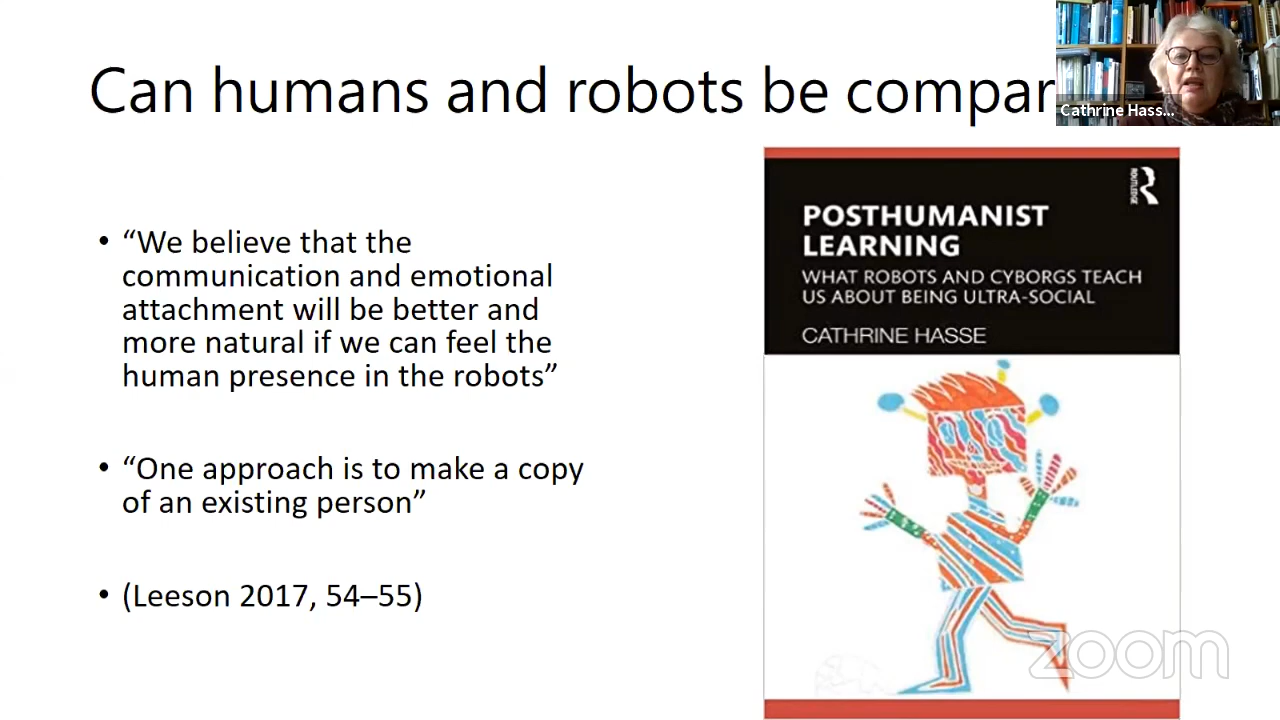 Can humans and robots be compar
Cathrine Hass...
• “We believe that the
communication and emotional
attachment will be better and
more natural if we can feel the
human presence in the robots”
• “One approach is to make a copy
of an existing person”
• (Leeson 2017, 54–55)
ROUTLEDGE
POSTHUMANIST
LEARNING
WHAT ROBOTS AND CYBORGS TEACH
US ABOUT BEING ULTRA-SOCIAL
CATHRINE HASSE
zoom